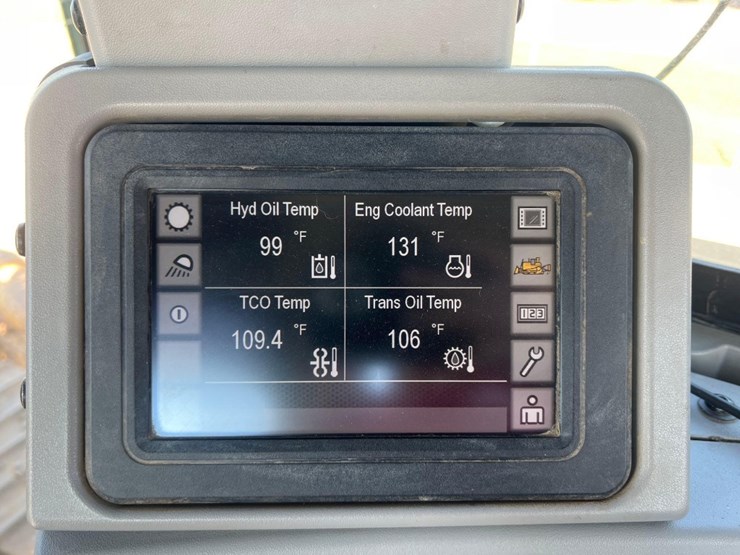 Hyd Oil Temp
99 °F
Eng Coolant Temp
131 °F
TCO Temp
109.4 °F
Trans Oil Temp
106 °F
123